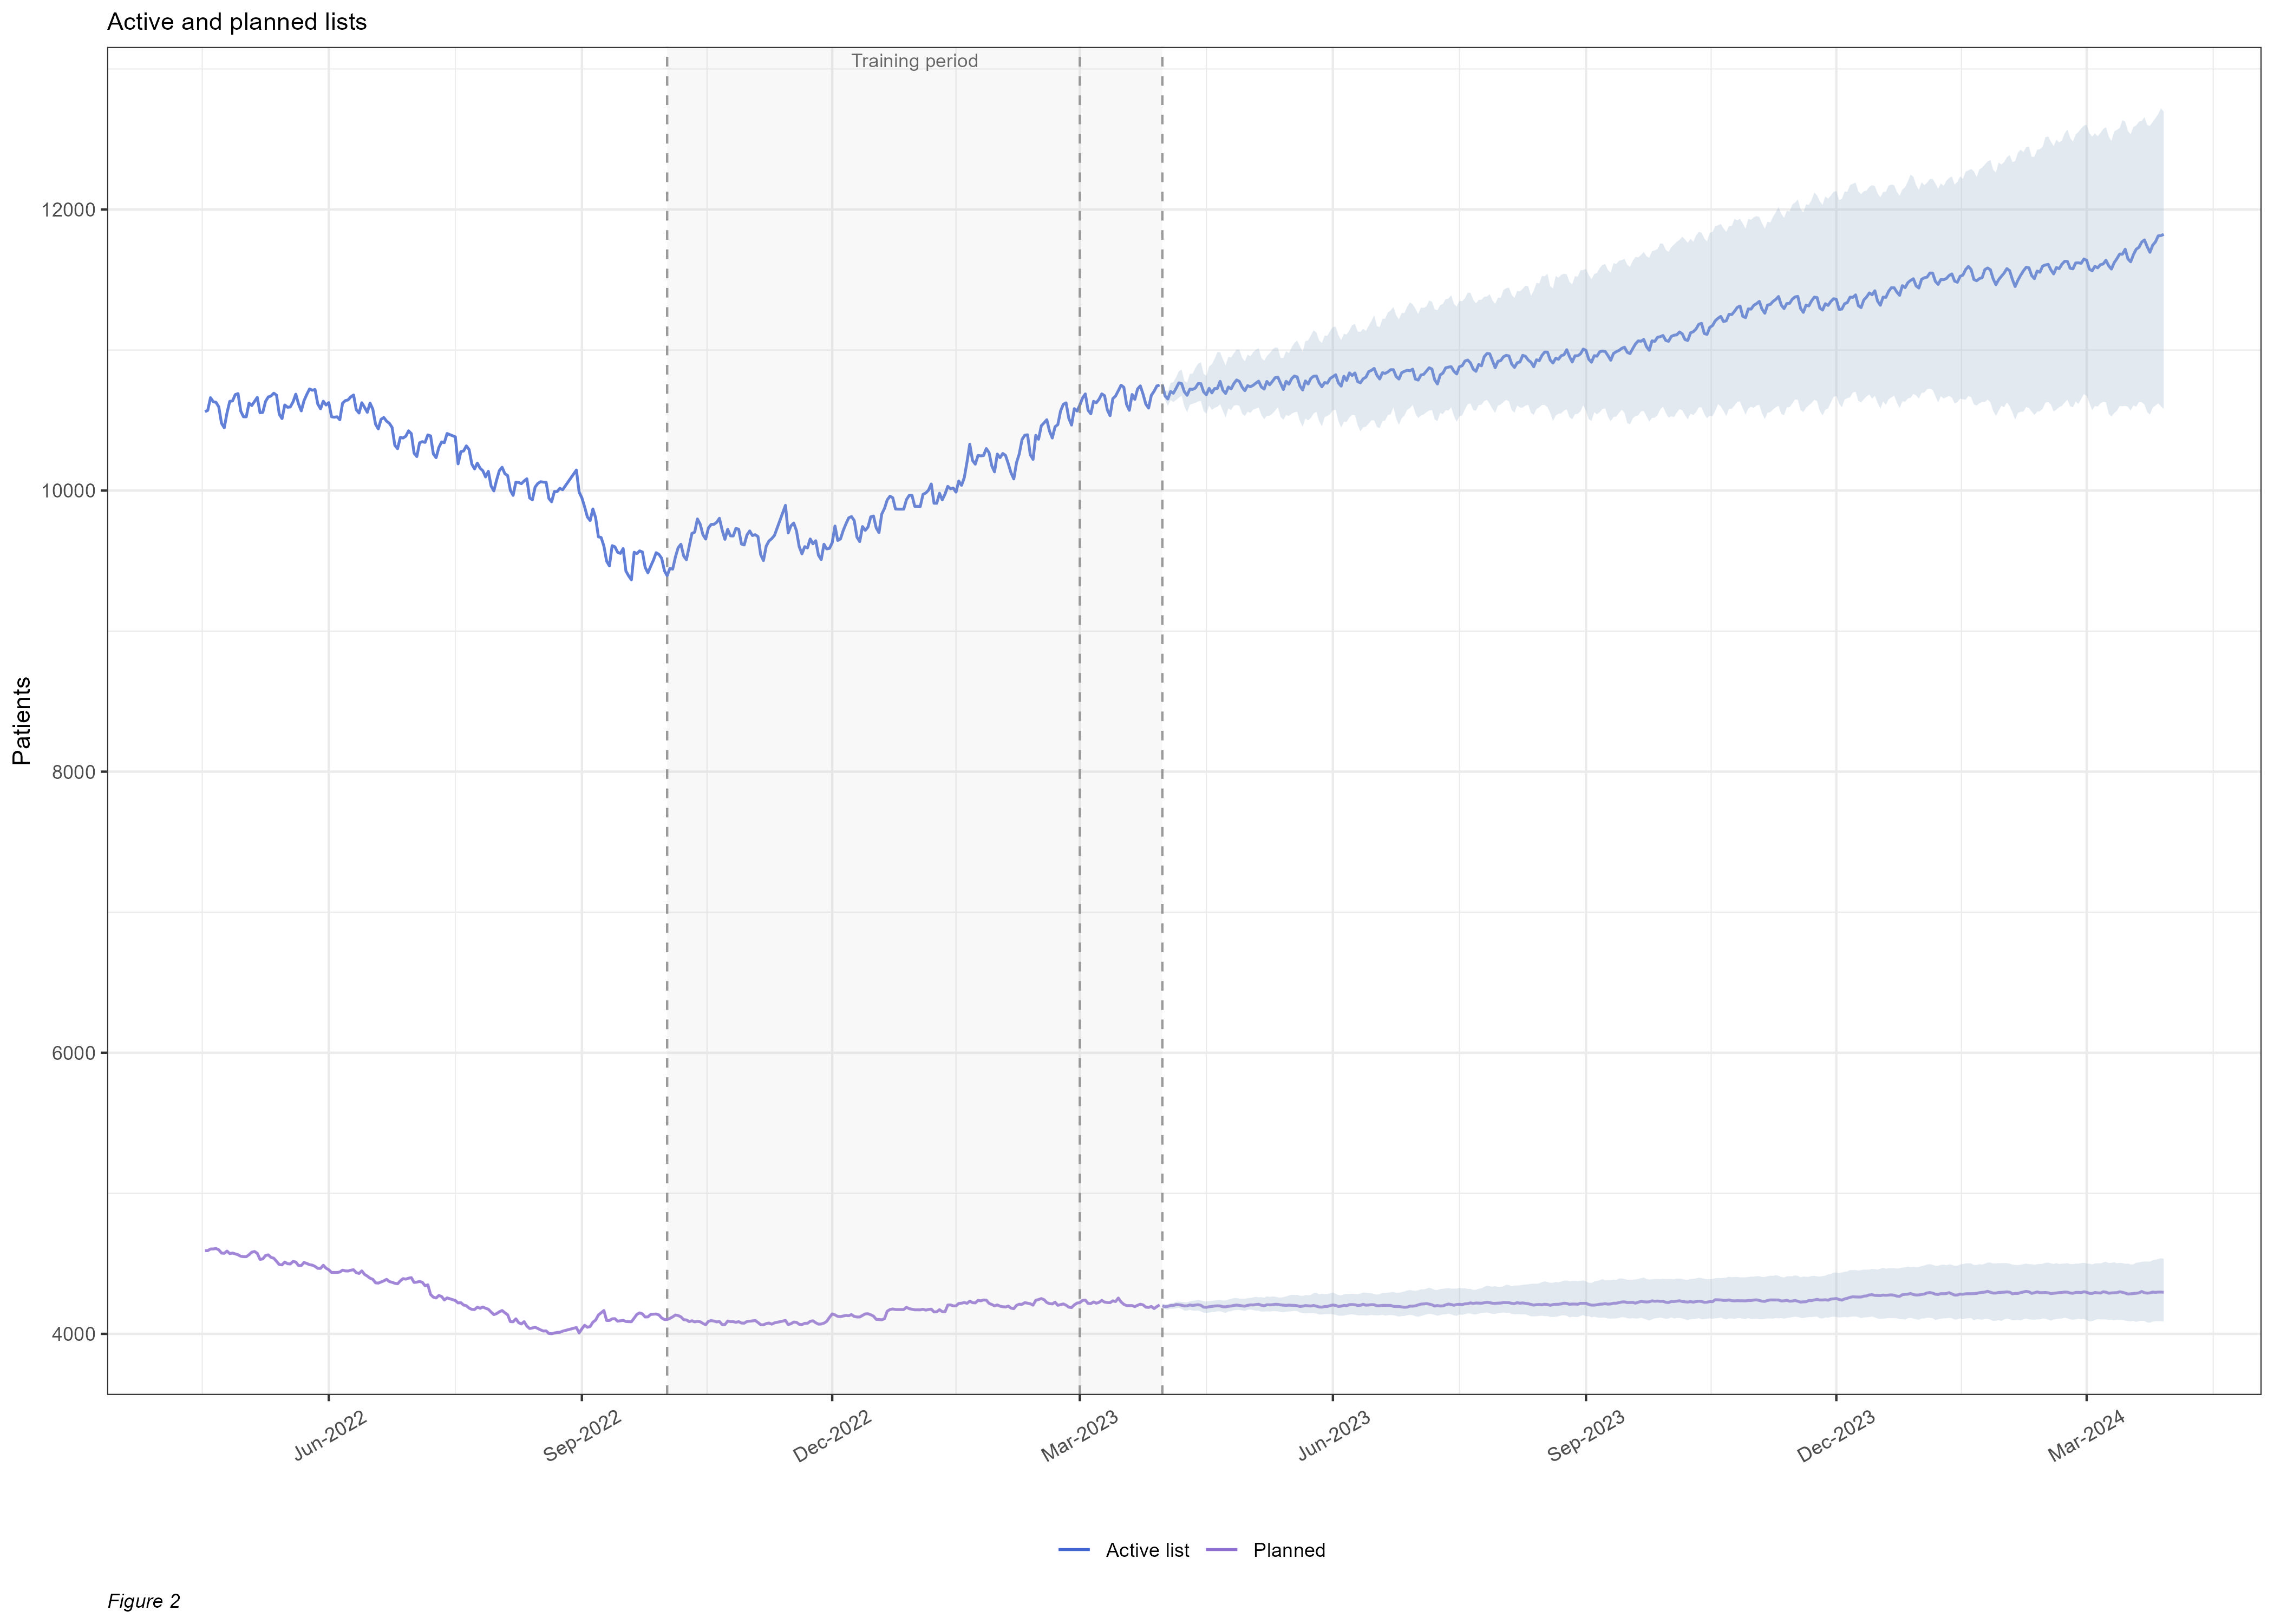 Active and planned lists
Training period
12000
10000
8000
6000
4000
Patients
Jun-2022
Sep-2022
Dec-2022
Mar-2023
Jun-2023
Sep-2023
Dec-2023
Mar-2024
Active list
Planned
Figure 2